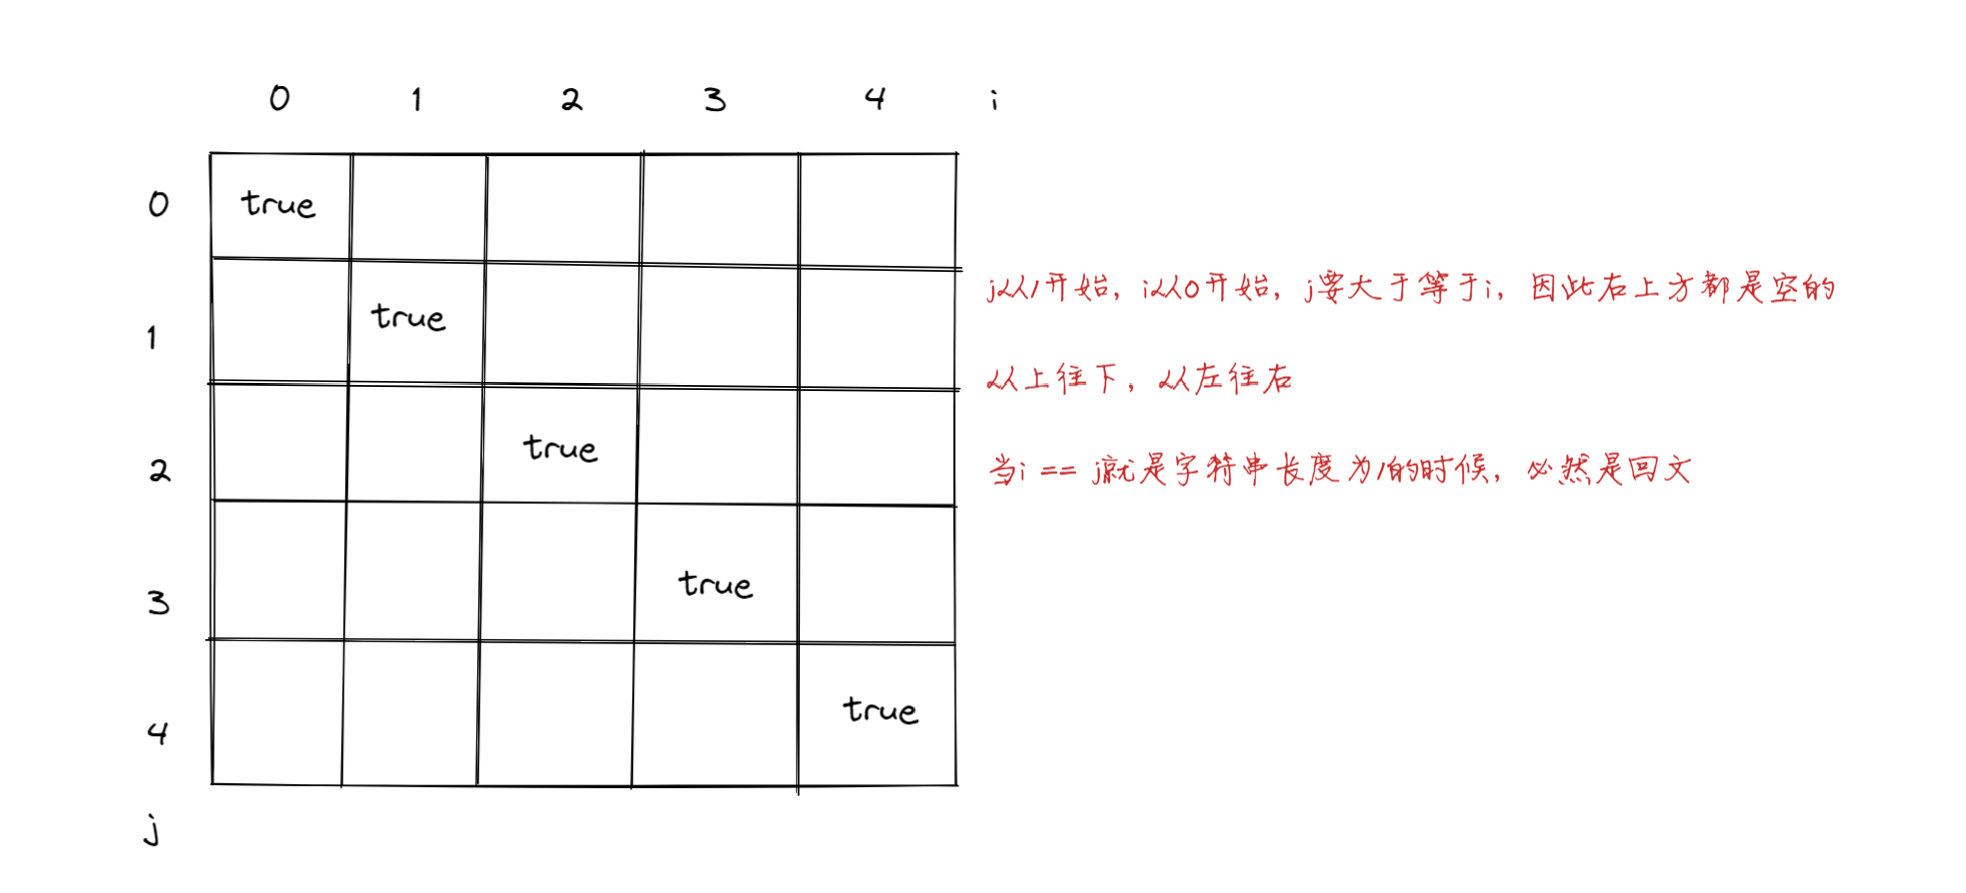 0 1 2 3 4 i
0 true
j从1开始，i从0开始，j要大于等于i，因此右上方都是空的
1 true
从上往下，从左往右
2 true
当i == j就是字符串长度为1的时候，必然是回文
3 true
4 true
j